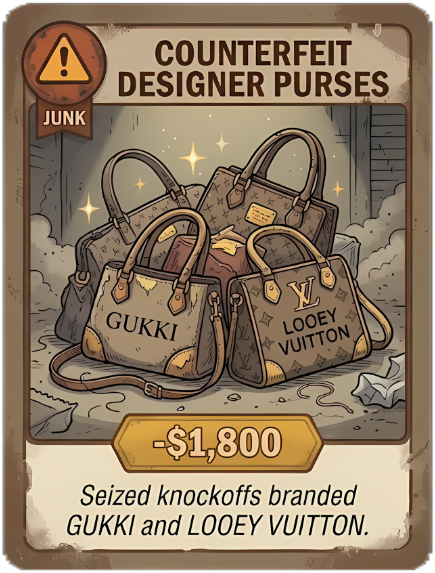 COUNTERFEIT
DESIGNER PURSES
JUNK
GUKKI
LV
LOOEY
VUITTON
-$1,800
Seized knockoffs branded
GUKKI and LOOEY VUITTON.